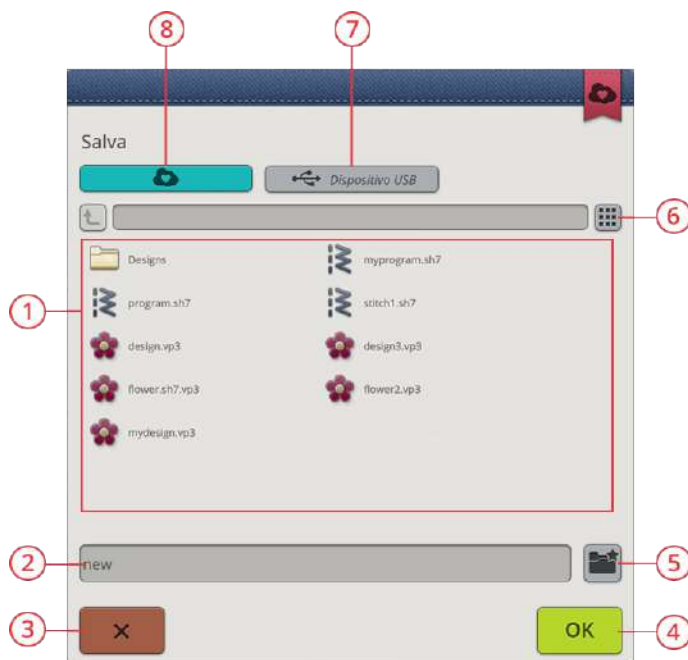 8
7
Salva
Dispositivo USB
6
Designs
myprogram.sh7
1
program.sh7
stitch1.sh7
design.vp3
design3.vp3
flower.sh7.vp3
flower2.vp3
mydesign.vp3
2
new
5
3
OK
4